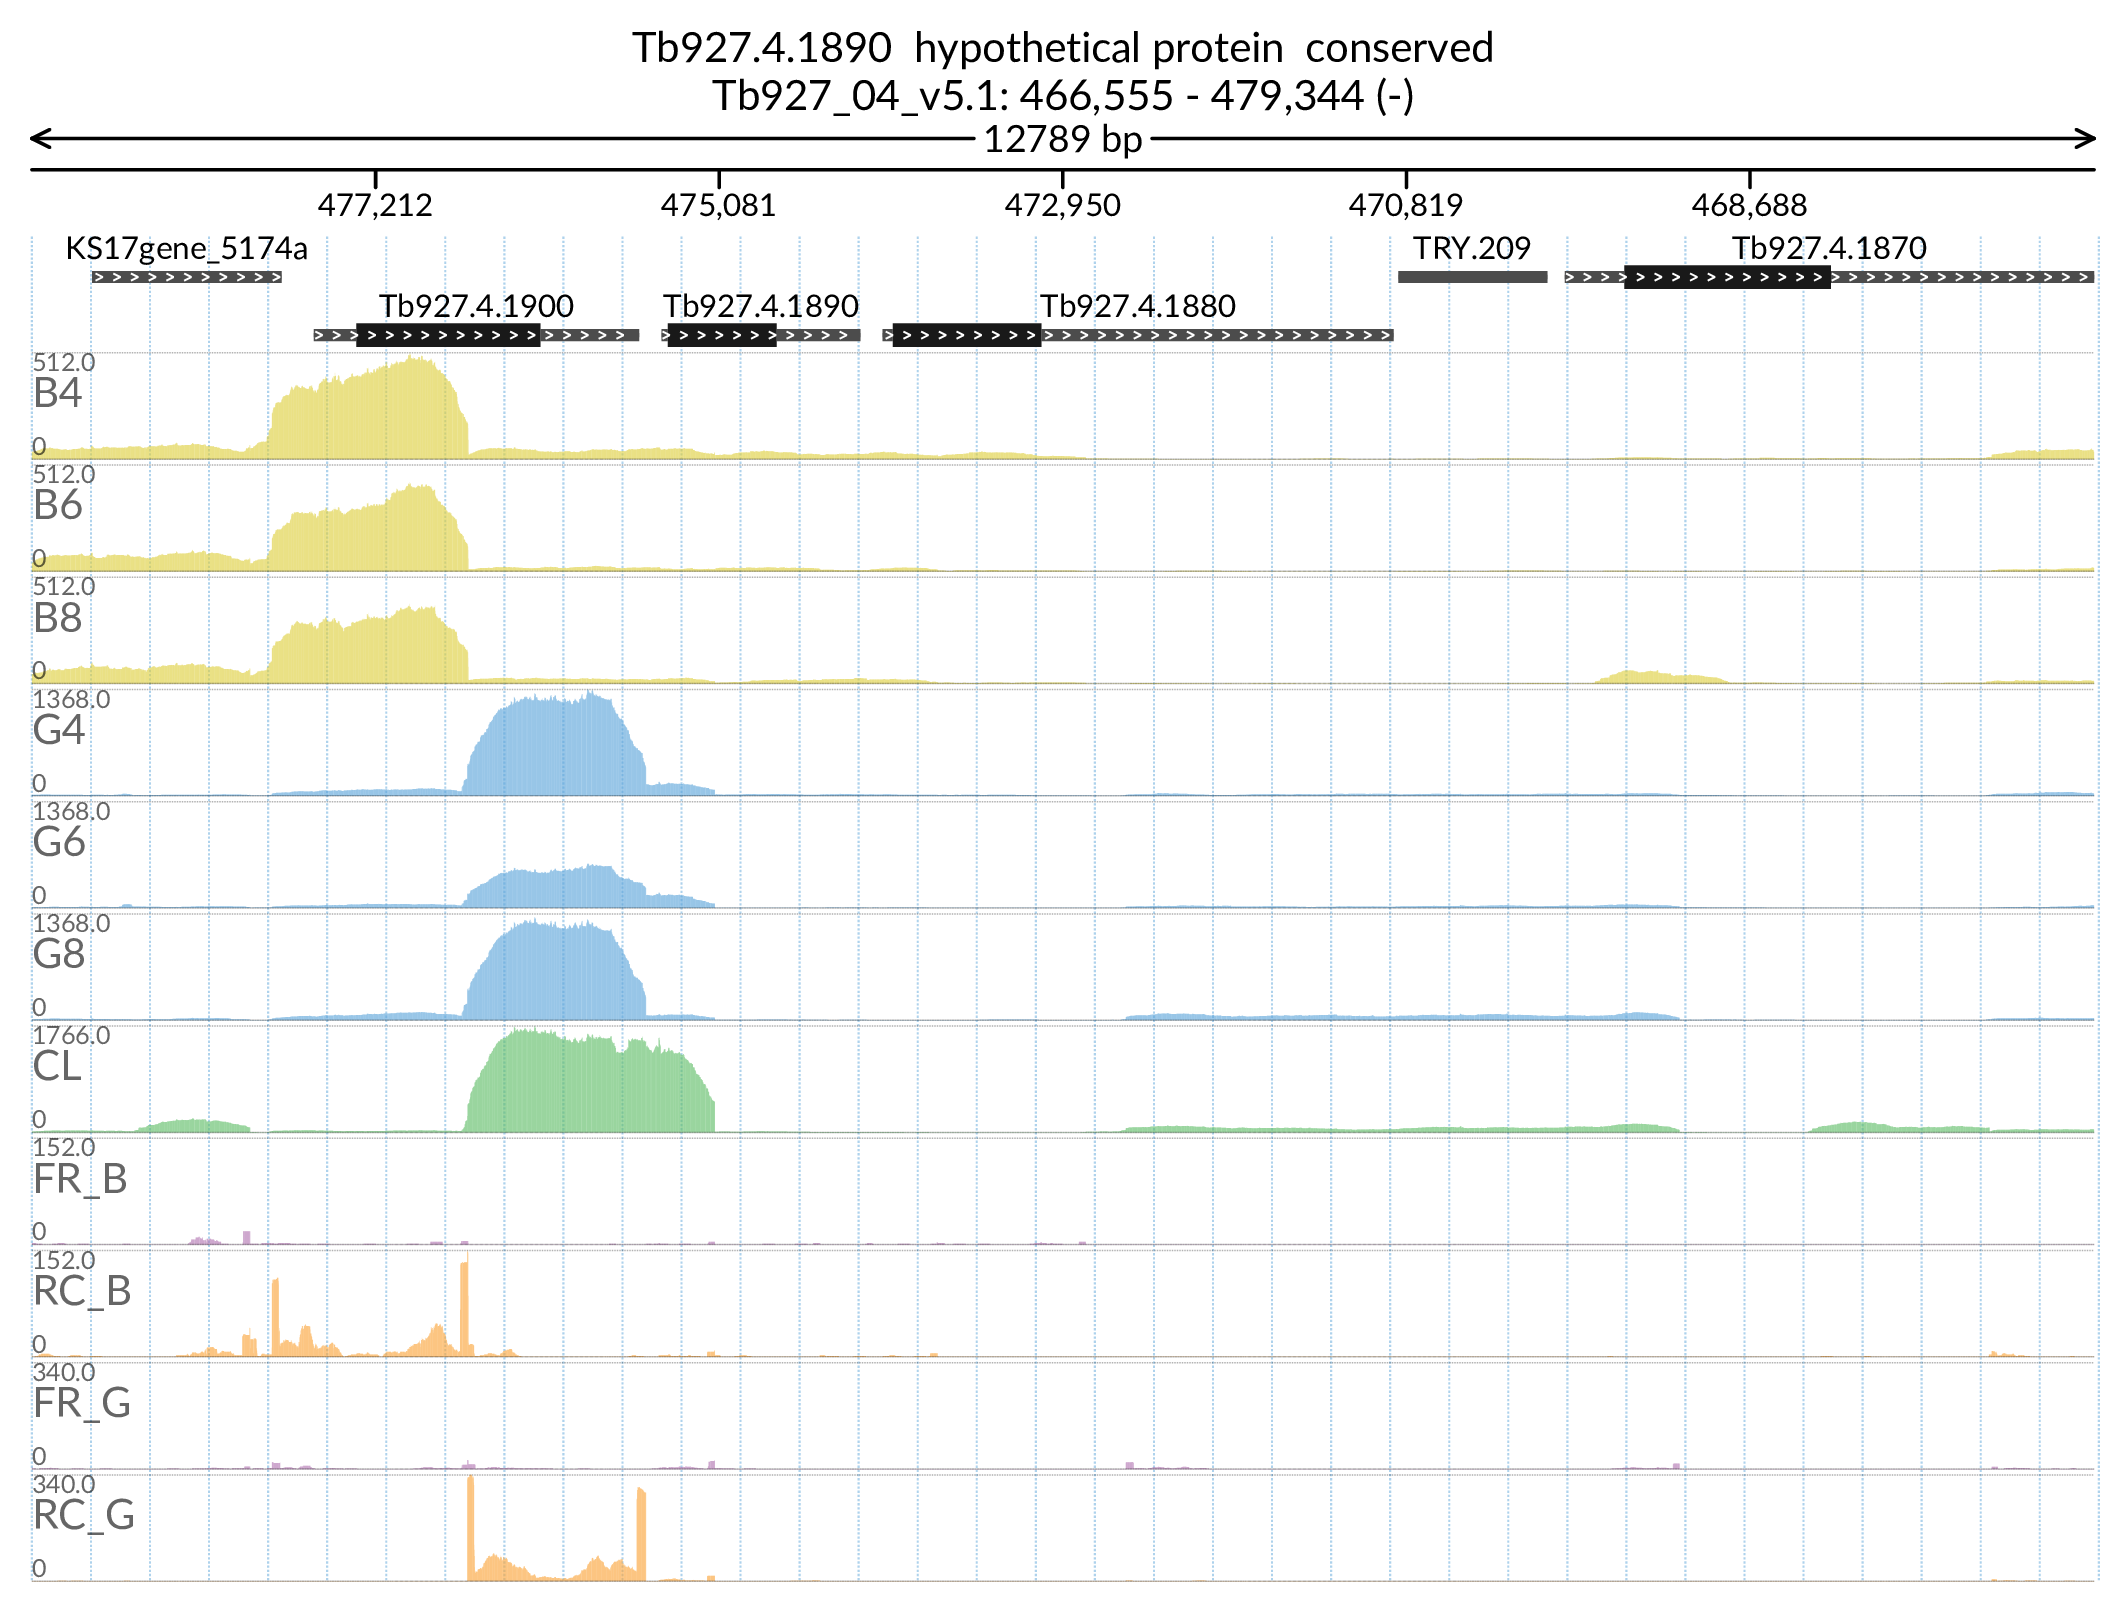 Tb927.4.1890  hypothetical protein  conserved
Tb927_04_v5.1: 466,555 - 479,344 (-)
12789 bp
477,212 475,081 472,950 470,819 468,688
KS17gene_5174a TRY.209 Tb927.4.1870
Tb927.4.1900 Tb927.4.1890 Tb927.4.1880
512.0
B4
0
512.0
B6
0
512.0
B8
0
1368.0
G4
0
1368.0
G6
0
1368.0
G8
0
1766.0
CL
0
152.0
FR_B
0
152.0
RC_B
0
340.0
FR_G
0
340.0
RC_G
0